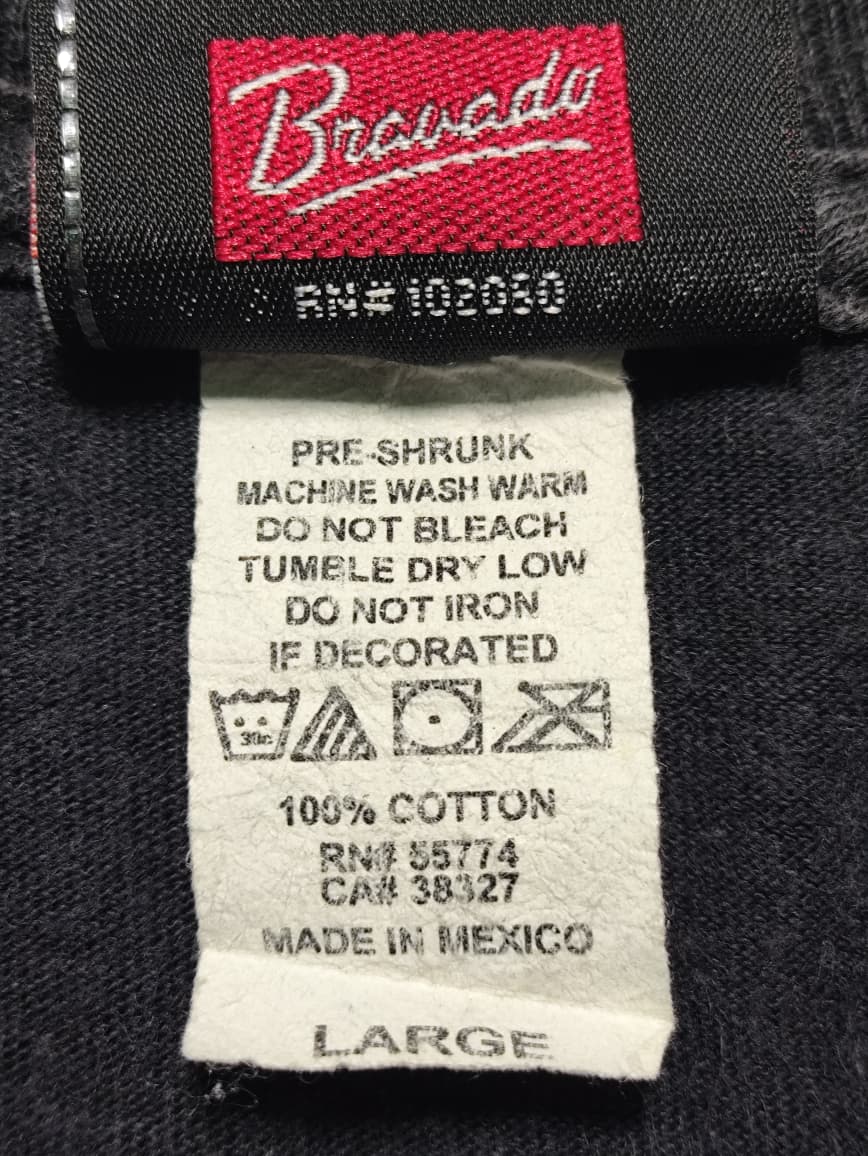 Bravado
RN# 102080
PRE-SHRUNK
MACHINE WASH WARM
DO NOT BLEACH
TUMBLE DRY LOW
DO NOT IRON
IF DECORATED
30c
100% COTTON
RN# 55774
CA# 38327
MADE IN MEXICO
LARGE